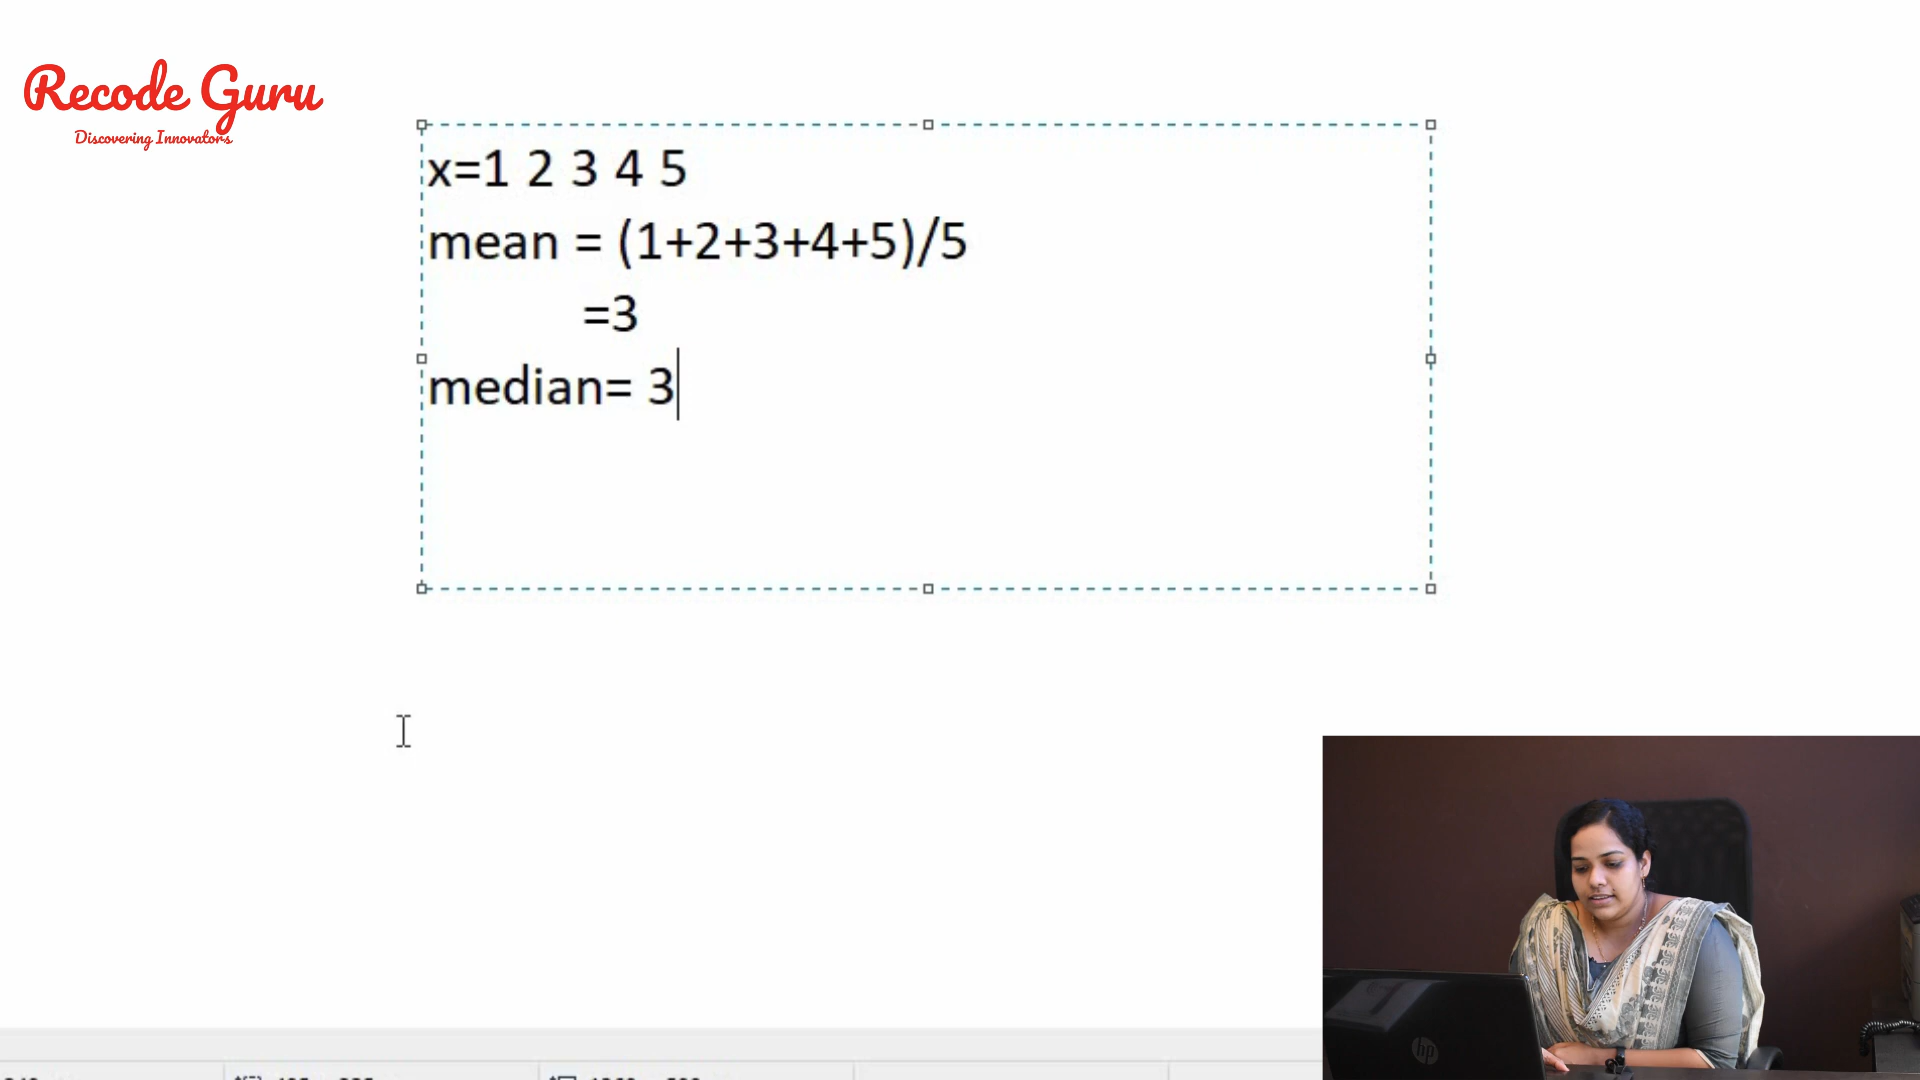 Recode Guru
Discovering Innovators
x=1 2 3 4 5
mean = (1+2+3+4+5)/5
=3
median= 3
hp